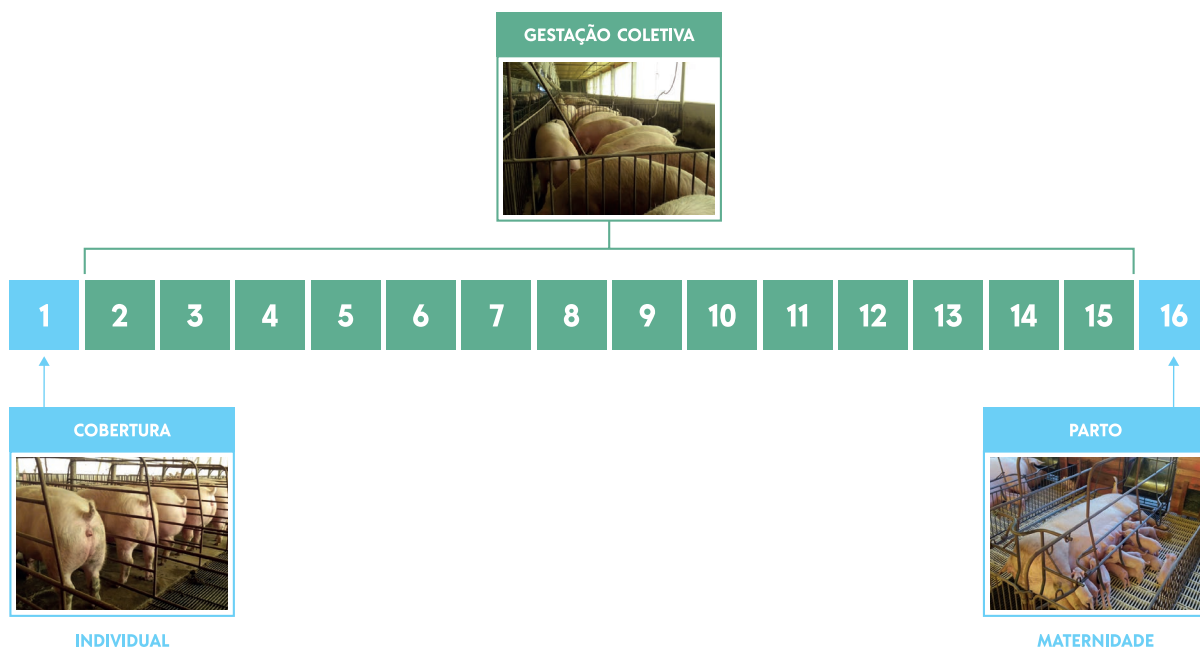 GESTAÇÃO COLETIVA
1 2 3 4 5 6 7 8 9 10 11 12 13 14 15 16
COBERTURA
PARTO
INDIVIDUAL
MATERNIDADE